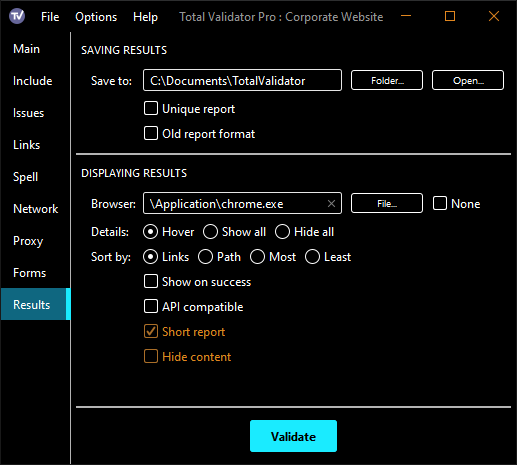 TV File Options Help Total Validator Pro : Corporate Website
Main
Include
Issues
Links
Spell
Network
Proxy
Forms
Results
SAVING RESULTS
Save to: C:\Documents\TotalValidator Folder... Open...
Unique report
Old report format
DISPLAYING RESULTS
Browser: \Application\chrome.exe × File... None
Details: Hover Show all Hide all
Sort by: Links Path Most Least
Show on success
API compatible
Short report
Hide content
Validate